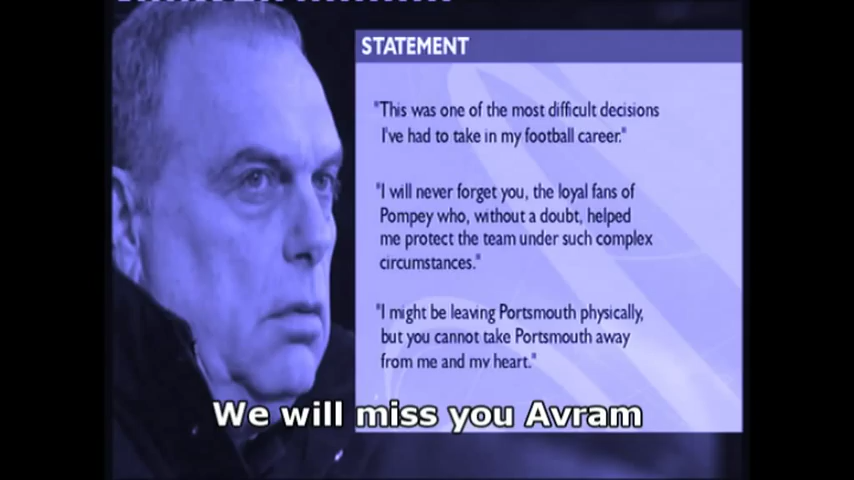 STATEMENT
"This was one of the most difficult decisions
I've had to take in my football career."
"I will never forget you, the loyal fans of
Pompey who, without a doubt, helped
me protect the team under such complex
circumstances."
"I might be leaving Portsmouth physically,
but you cannot take Portsmouth away
from me and my heart."
We will miss you Avram